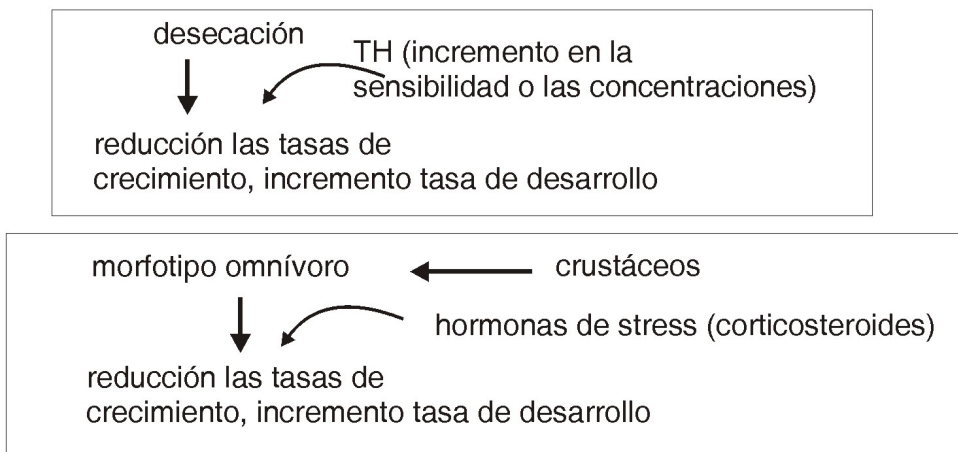 desecación
TH (incremento en la
sensibilidad o las concentraciones)
reducción las tasas de
crecimiento, incremento tasa de desarrollo
morfotipo omnívoro
crustáceos
hormonas de stress (corticosteroides)
reducción las tasas de
crecimiento, incremento tasa de desarrollo